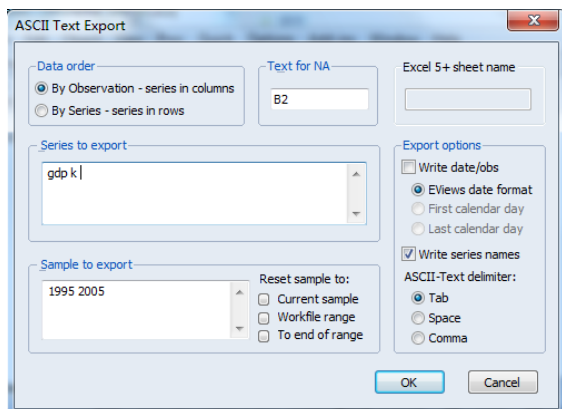 ASCII Text Export
Data order
By Observation - series in columns
By Series - series in rows
Text for NA
B2
Excel 5+ sheet name
Series to export
gdp k
Export options
Write date/obs
EViews date format
First calendar day
Last calendar day
Write series names
ASCII-Text delimiter:
Tab
Space
Comma
Sample to export
1995 2005
Reset sample to:
Current sample
Workfile range
To end of range
OK
Cancel